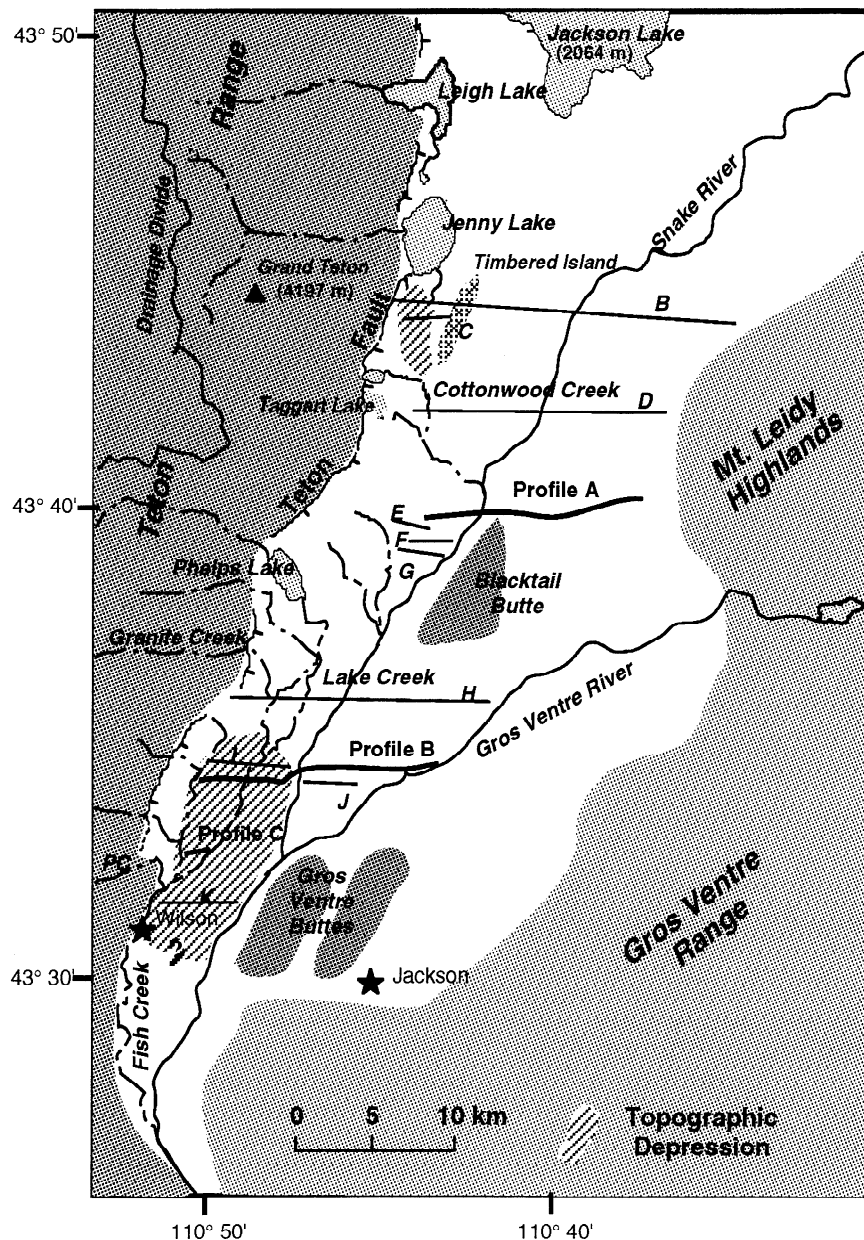 43° 50'
Jackson Lake
(2064 m)
Range
Leigh Lake
Snake River
Jenny Lake
Drainage Divide
Timbered Island
Grand Teton
(4197 m)
B
Fault
C
Cottonwood Creek
D
Taggart Lake
Mt. Leidy
Highlands
Teton
Teton
43° 40'
Profile A
E
F
G
Phelps Lake
Blacktail
Butte
Granite Creek
Lake Creek
H
Gros Ventre River
Profile B
I
J
Profile C
PC
Gros
Ventre
Buttes
K
Wilson
?
Gros Ventre
Range
43° 30'
Jackson
Fish Creek
0 5 10 km
Topographic
Depression
110° 50'
110° 40'